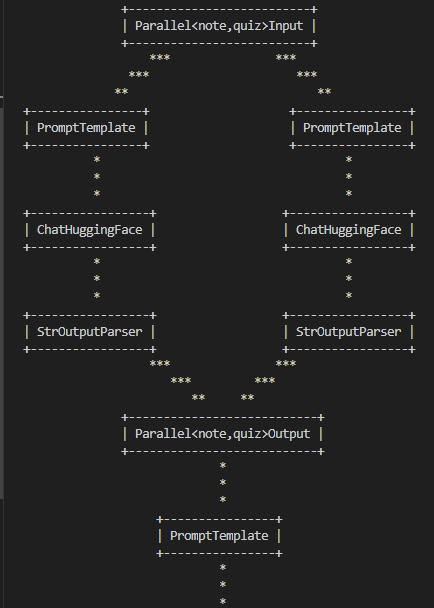 Parallel<note,quiz>Input
PromptTemplate PromptTemplate
ChatHuggingFace ChatHuggingFace
StrOutputParser StrOutputParser
Parallel<note,quiz>Output
PromptTemplate